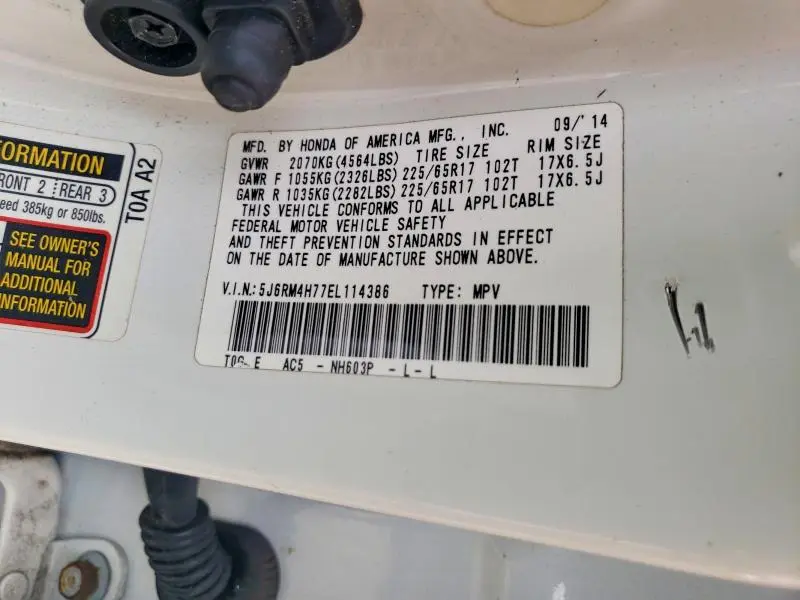 ORMATION
RONT 2 REAR 3
eed 385kg or 850lbs.
SEE OWNER'S
MANUAL FOR
ADDITIONAL
INFORMATION
T0A A2
MFD. BY HONDA OF AMERICA MFG., INC. 09/'14
GVWR 2070KG(4564LBS) TIRE SIZE RIM SIZE
GAWR F 1055KG(2326LBS) 225/65R17 102T 17X6.5J
GAWR R 1035KG(2282LBS) 225/65R17 102T 17X6.5J
THIS VEHICLE CONFORMS TO ALL APPLICABLE
FEDERAL MOTOR VEHICLE SAFETY
AND THEFT PREVENTION STANDARDS IN EFFECT
ON THE DATE OF MANUFACTURE SHOWN ABOVE.
V.I.N.:5J6RM4H77EL114386 TYPE: MPV
AC5 - NH603P - L - L